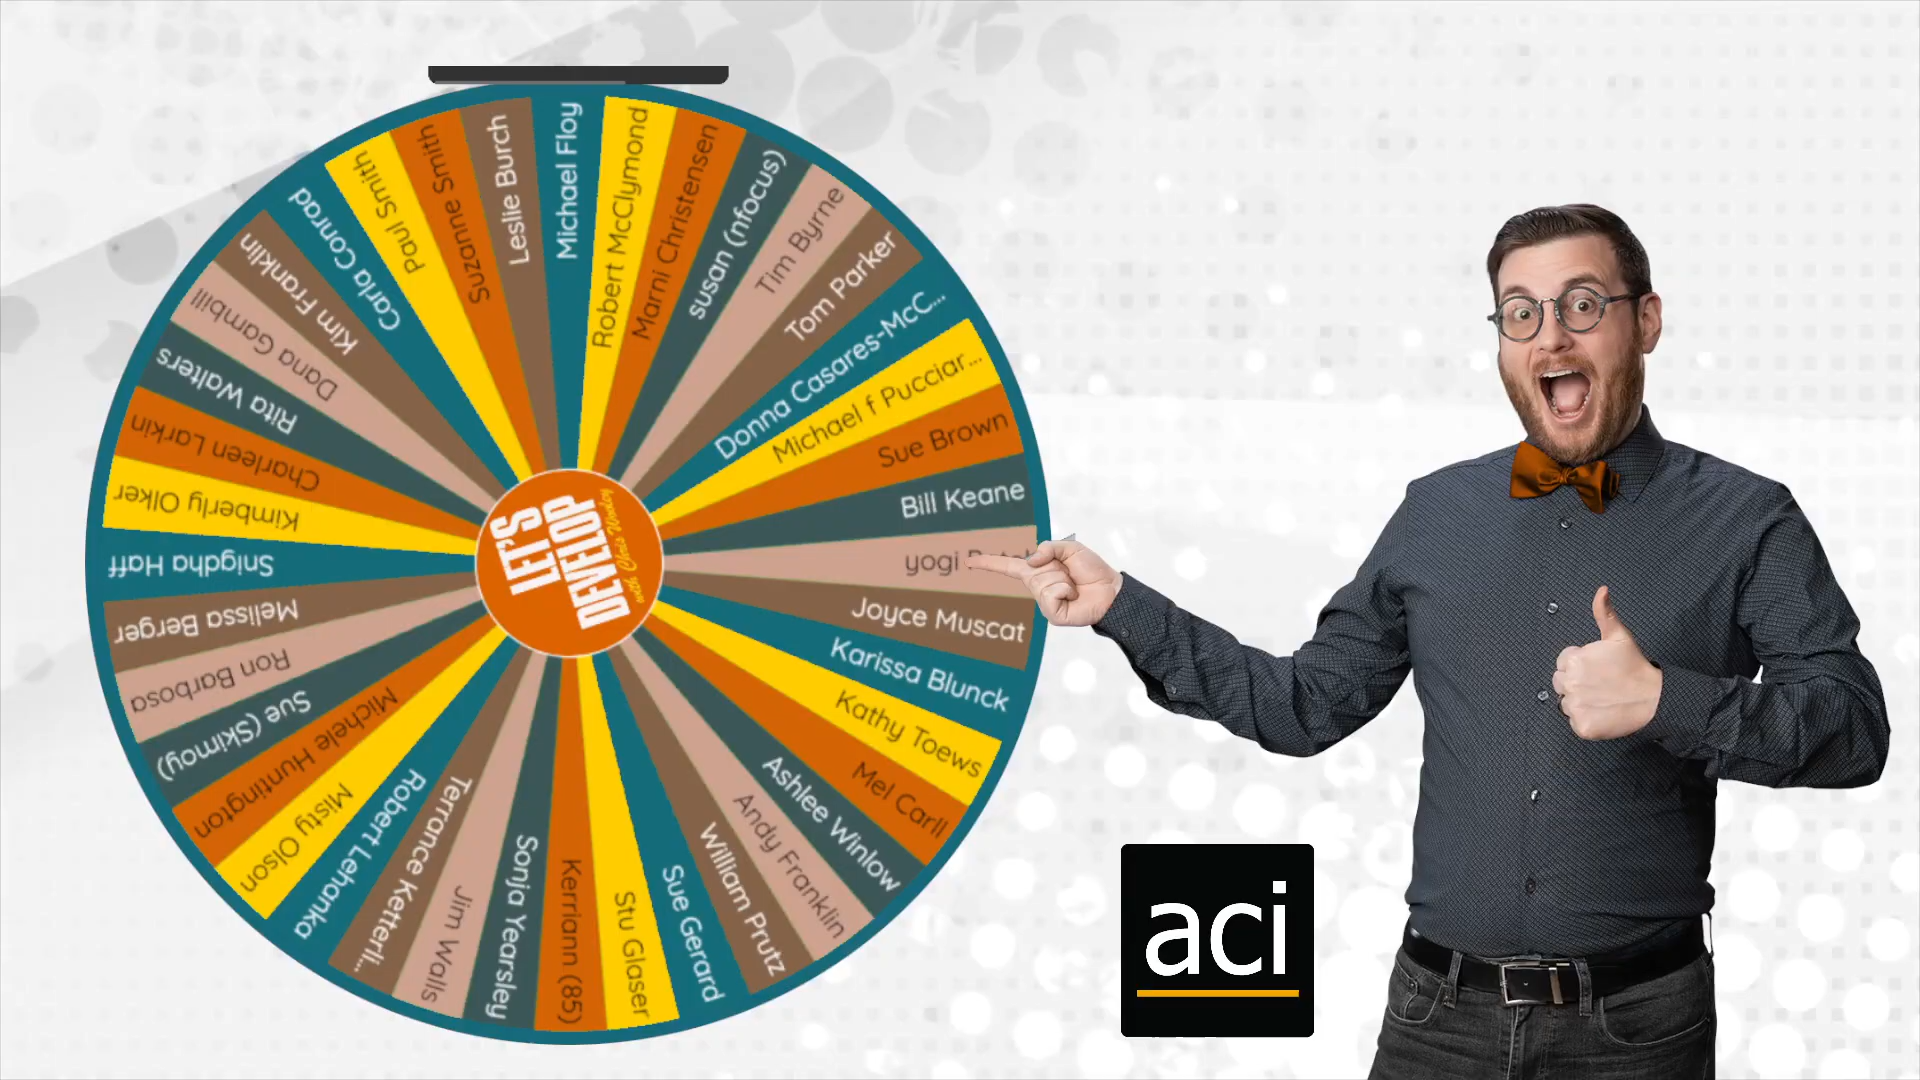 Michael Floy
Robert McClymond
Marni Christensen
susan (nfocus)
Tim Byrne
Tom Parker
Donna Casares-McC...
Michael f Pucciar...
Sue Brown
Bill Keane
yogi
Joyce Muscat
Karissa Blunck
Kathy Toews
Mel Carll
Ashlee Winlow
Andy Franklin
William Prutz
Sue Gerard
Stu Glaser
Kerriann (85)
Sonja Yearsley
Jim Walls
Terrance Ketterli...
Robert Lehanka
Misty Olson
Michele Huntington
Sue (Skimoy)
Ron Barbosa
Melissa Berger
Snigdha Haff
Kimberly Olker
Charleen Larkin
Rita Walters
Dana Gambill
Kim Franklin
Carla Conrad
Paul Smith
Suzanne Smith
Leslie Burch
LET'S
DEVELOP
with Chris Wooley
aci